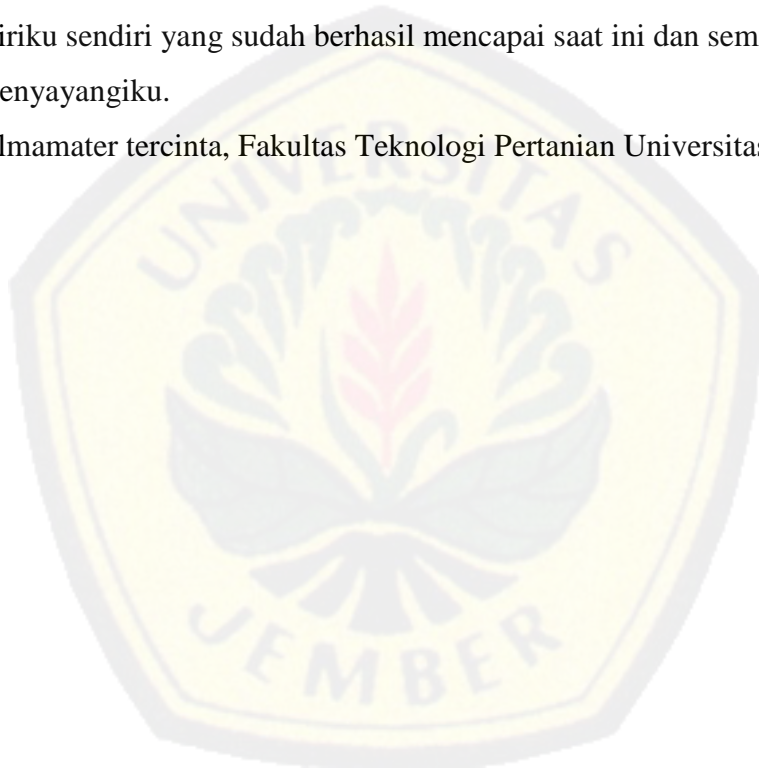 iriku sendiri yang sudah berhasil mencapai saat ini dan sem
enyayangiku.
lmamater tercinta, Fakultas Teknologi Pertanian Universitas
UNIVERSITAS
JEMBER